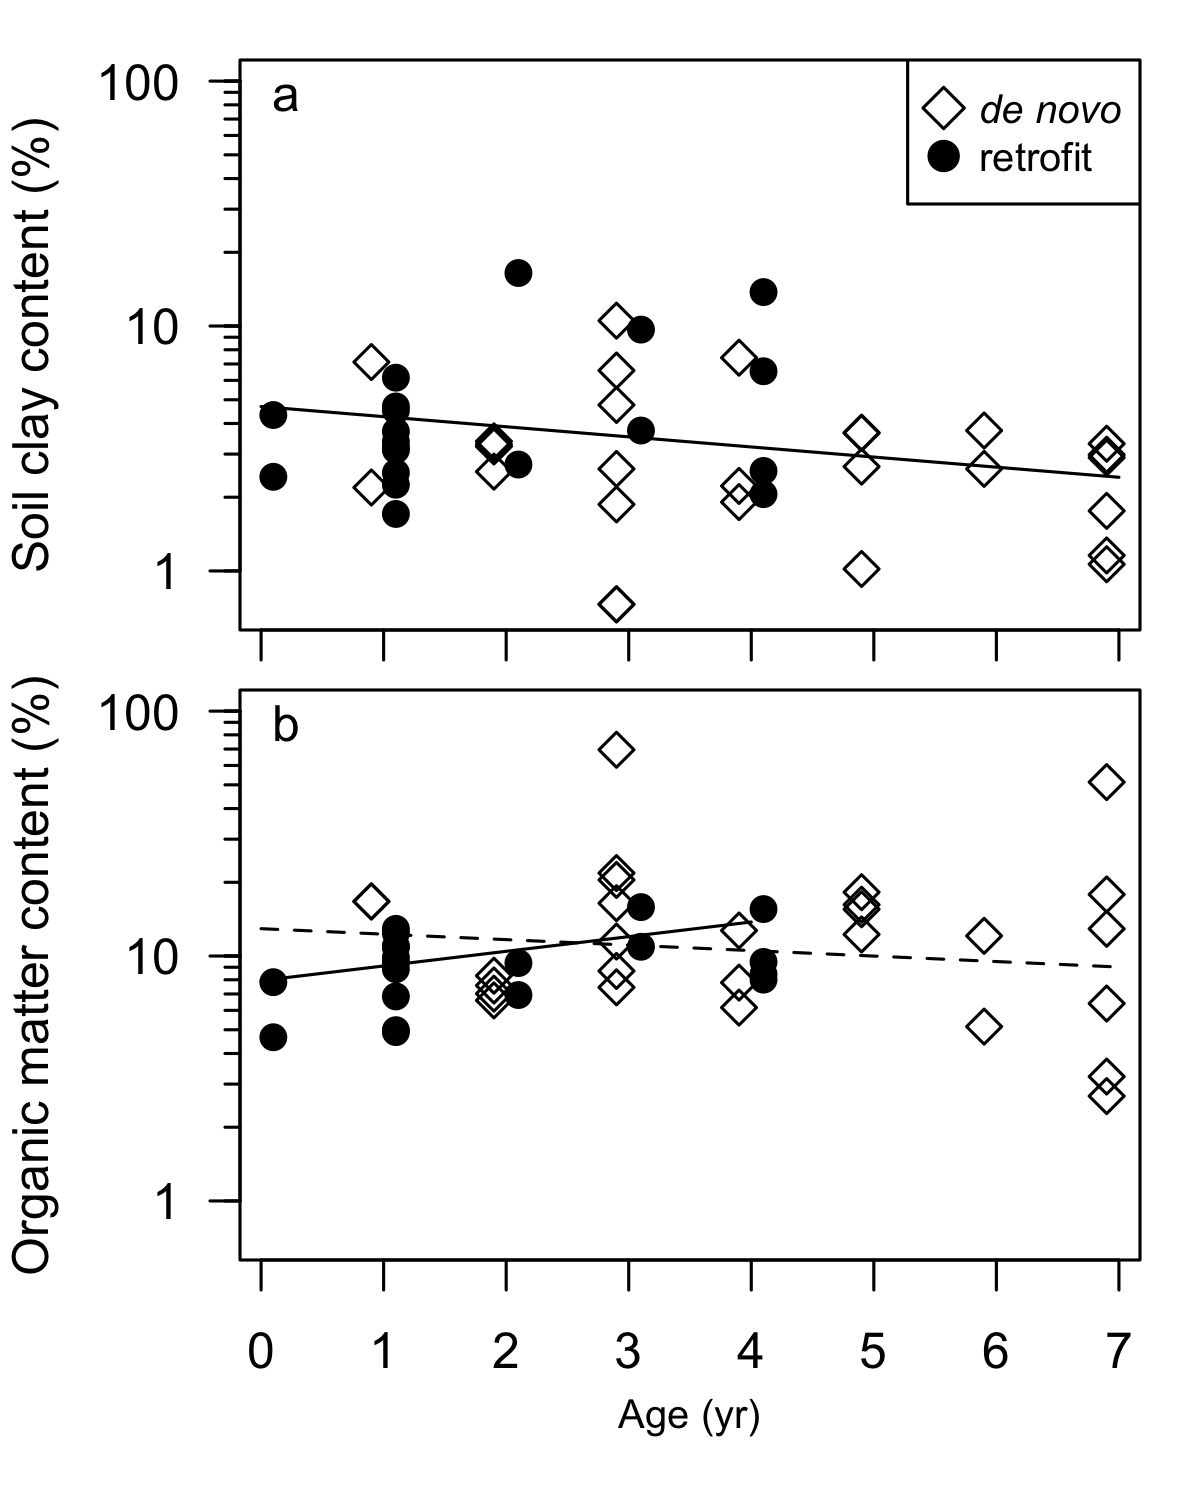 Soil clay content (%)
100
10
1
a
de novo
retrofit
Organic matter content (%)
100
10
1
b
0 1 2 3 4 5 6 7
Age (yr)